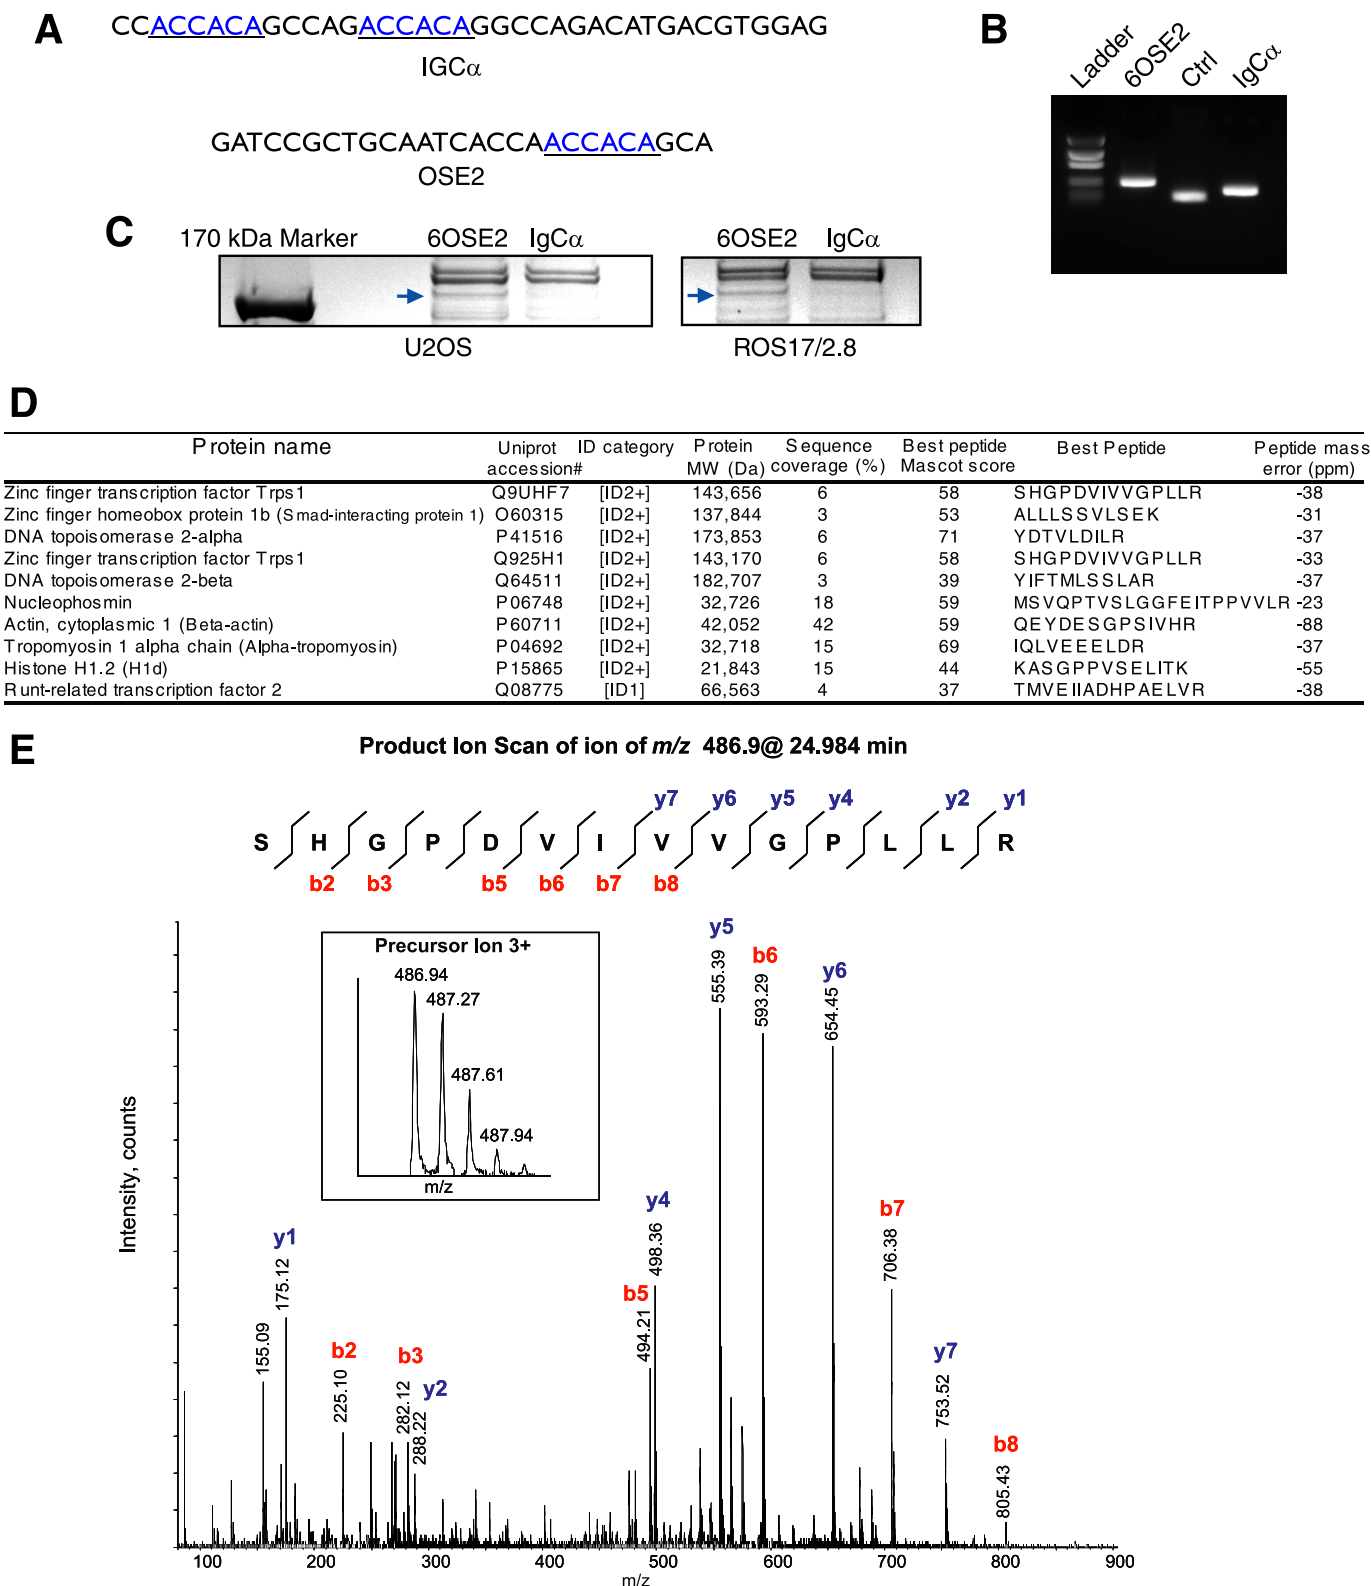 A
CCACCACAGCCAGACCACAGGCCAGACATGACGTGGAG
IGCα
GATCCGCTGCAATCACCAACCACAGCA
OSE2
B
Ladder 6OSE2 Ctrl IgCα
C
170 kDa Marker 6OSE2 IgCα
6OSE2 IgCα
U2OS
ROS17/2.8
D
Protein name Uniprot accession# ID category Protein MW (Da) Sequence coverage (%) Best peptide Mascot score Best Peptide Peptide mass error (ppm)
Zinc finger transcription factor Trps1 Q9UHF7 [ID2+] 143,656 6 58 SHGPDVIVVGPLLR -38
Zinc finger homeobox protein 1b (Smad-interacting protein 1) O60315 [ID2+] 137,844 3 53 ALLLSSVLSEK -31
DNA topoisomerase 2-alpha P41516 [ID2+] 173,853 6 71 YDTVLDILR -37
Zinc finger transcription factor Trps1 Q925H1 [ID2+] 143,170 6 58 SHGPDVIVVGPLLR -33
DNA topoisomerase 2-beta Q64511 [ID2+] 182,707 3 39 YIFTMLSSLAR -37
Nucleophosmin P06748 [ID2+] 32,726 18 59 MSVQPTVSLGGFEITPPVVLR -23
Actin, cytoplasmic 1 (Beta-actin) P60711 [ID2+] 42,052 42 59 QEYDESGPSIVHR -88
Tropomyosin 1 alpha chain (Alpha-tropomyosin) P04692 [ID2+] 32,718 15 69 IQLVEEELDR -37
Histone H1.2 (H1d) P15865 [ID2+] 21,843 15 44 KASGPPVSELITK -55
Runt-related transcription factor 2 Q08775 [ID1] 66,563 4 37 TMVEIIADHPAELVR -38
E
Product Ion Scan of ion of m/z 486.9@ 24.984 min
y7 y6 y5 y4 y2 y1
S H G P D V I V V G P L L R
b2 b3 b5 b6 b7 b8
Precursor Ion 3+
486.94
487.27
487.61
487.94
m/z
Intensity, counts
155.09
y1
175.12
b2
225.10
b3
282.12
y2
288.22
b5
494.21
y4
498.36
y5
555.39
b6
593.29
y6
654.45
b7
706.38
y7
753.52
b8
805.43
100 200 300 400 500 600 700 800 900
m/z